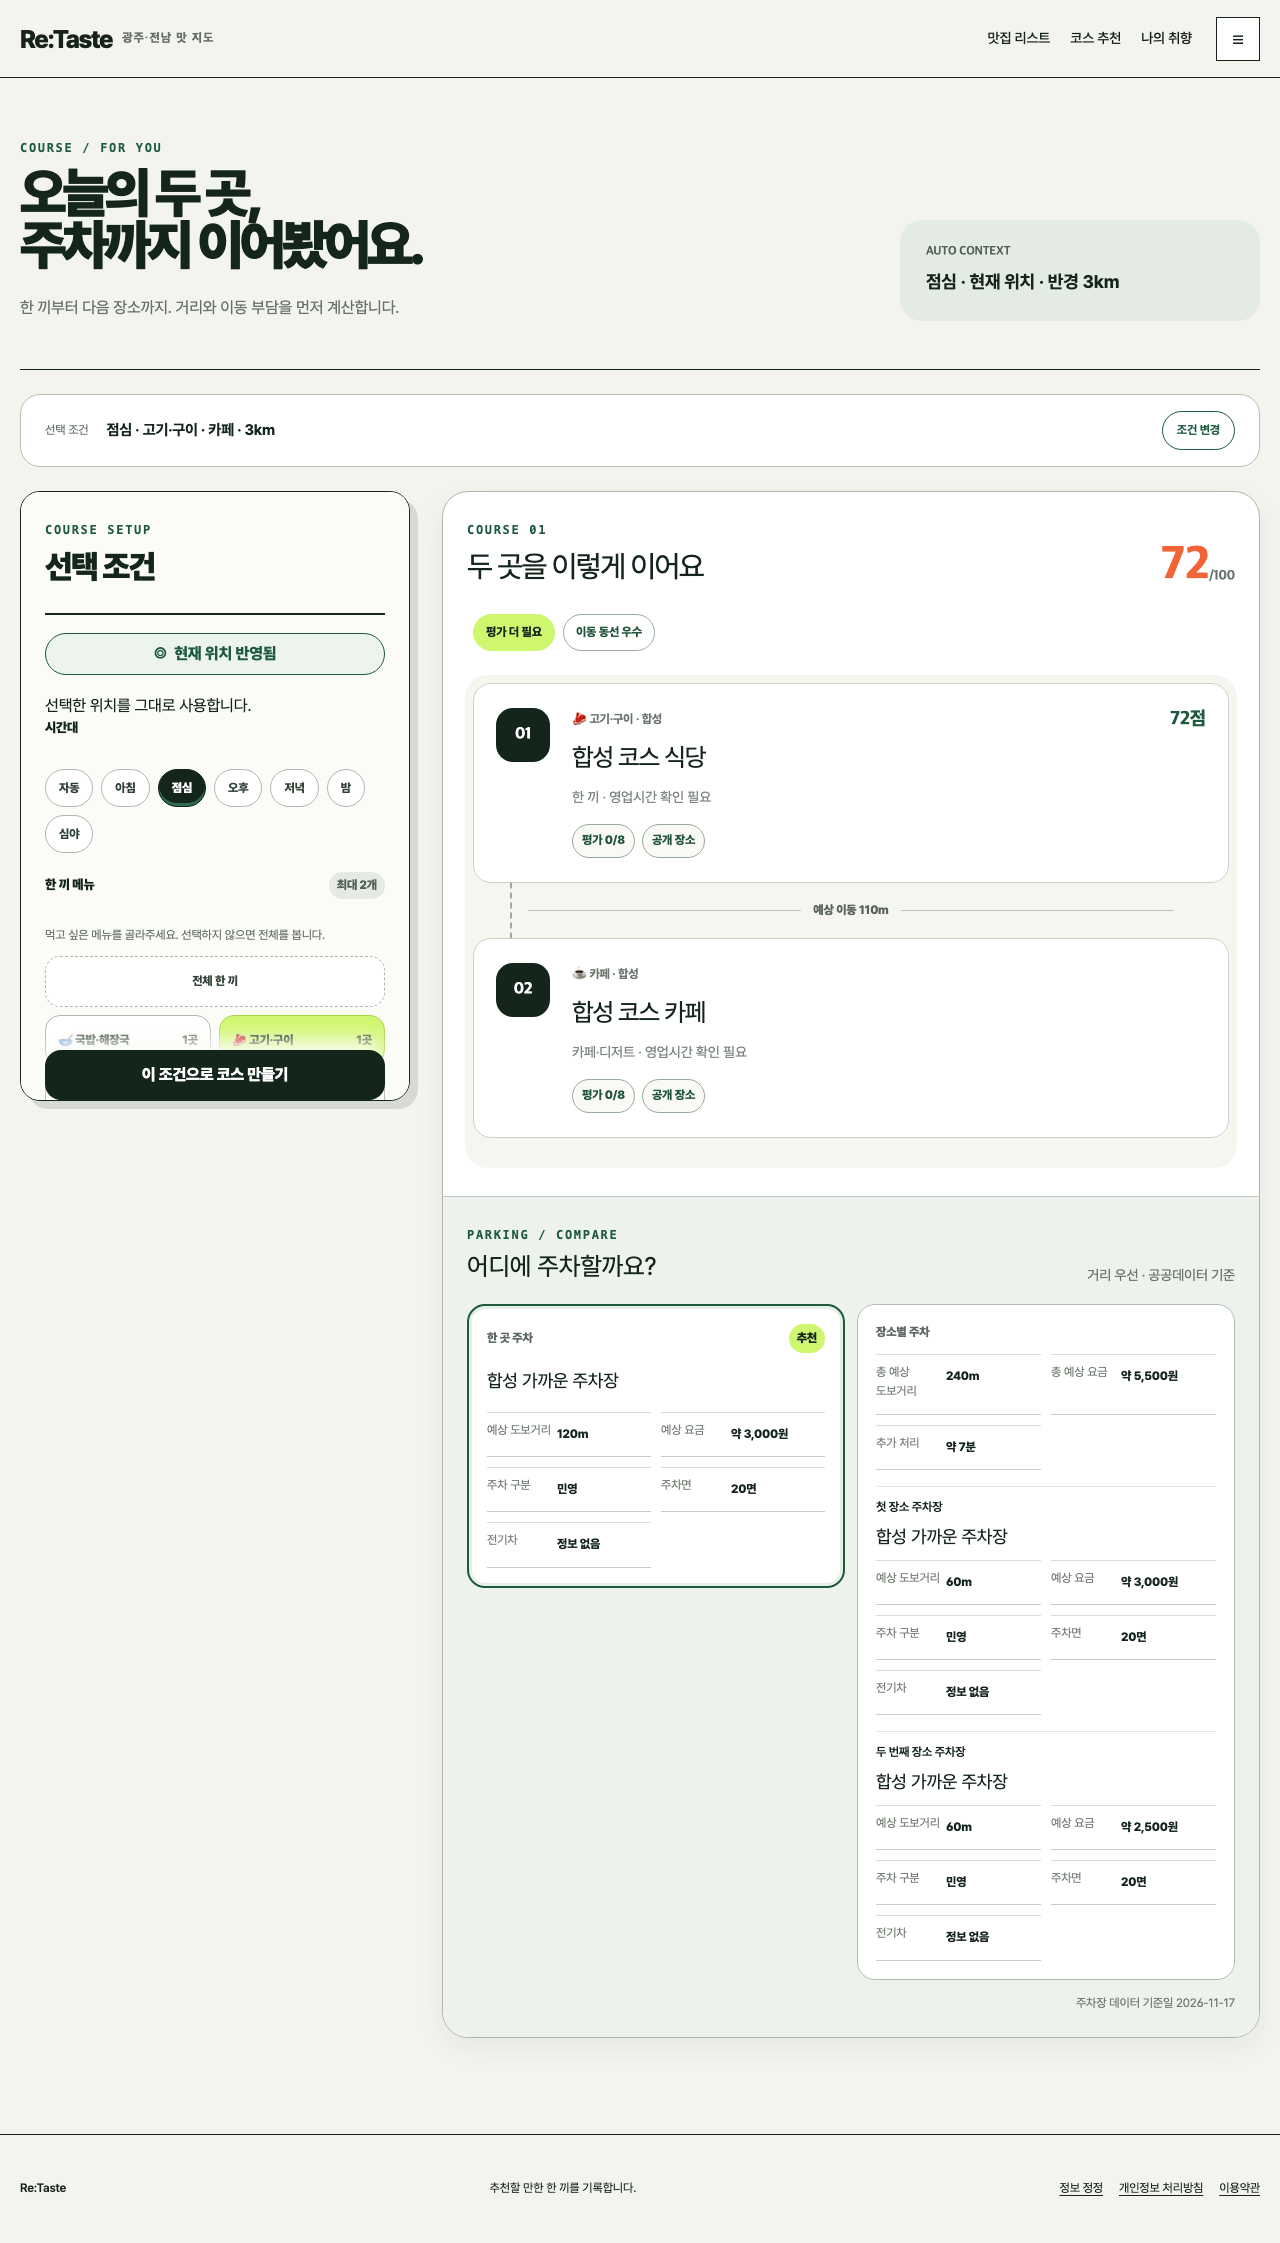 Re:Taste 광주·전남 맛 지도
맛집 리스트 코스 추천 나의 취향
COURSE / FOR YOU
오늘의 두 곳,
주차까지 이어봤어요.
한 끼부터 다음 장소까지. 거리와 이동 부담을 먼저 계산합니다.
AUTO CONTEXT
점심 · 현재 위치 · 반경 3km
선택 조건 점심 · 고기·구이 · 카페 · 3km
조건 변경
COURSE SETUP
선택 조건
◎ 현재 위치 반영됨
선택한 위치를 그대로 사용합니다.
시간대
자동 아침 점심 오후 저녁 밤
심야
한 끼 메뉴 최대 2개
먹고 싶은 메뉴를 골라주세요. 선택하지 않으면 전체를 봅니다.
전체 한 끼
국밥·해장국 1곳 고기·구이 1곳
이 조건으로 코스 만들기
COURSE 01
두 곳을 이렇게 이어요
72/100
평가 더 필요 이동 동선 우수
01
고기·구이 · 합성
72점
합성 코스 식당
한 끼 · 영업시간 확인 필요
평가 0/8 공개 장소
예상 이동 110m
02
카페 · 합성
합성 코스 카페
카페·디저트 · 영업시간 확인 필요
평가 0/8 공개 장소
PARKING / COMPARE
어디에 주차할까요?
거리 우선 · 공공데이터 기준
한 곳 주차 추천
합성 가까운 주차장
예상 도보거리 120m 예상 요금 약 3,000원
주차 구분 민영 주차면 20면
전기차 정보 없음
장소별 주차
총 예상 도보거리 240m 총 예상 요금 약 5,500원
추가 처리 약 7분
첫 장소 주차장
합성 가까운 주차장
예상 도보거리 60m 예상 요금 약 3,000원
주차 구분 민영 주차면 20면
전기차 정보 없음
두 번째 장소 주차장
합성 가까운 주차장
예상 도보거리 60m 예상 요금 약 2,500원
주차 구분 민영 주차면 20면
전기차 정보 없음
주차장 데이터 기준일 2026-11-17
Re:Taste
추천할 만한 한 끼를 기록합니다.
정보 정정 개인정보 처리방침 이용약관